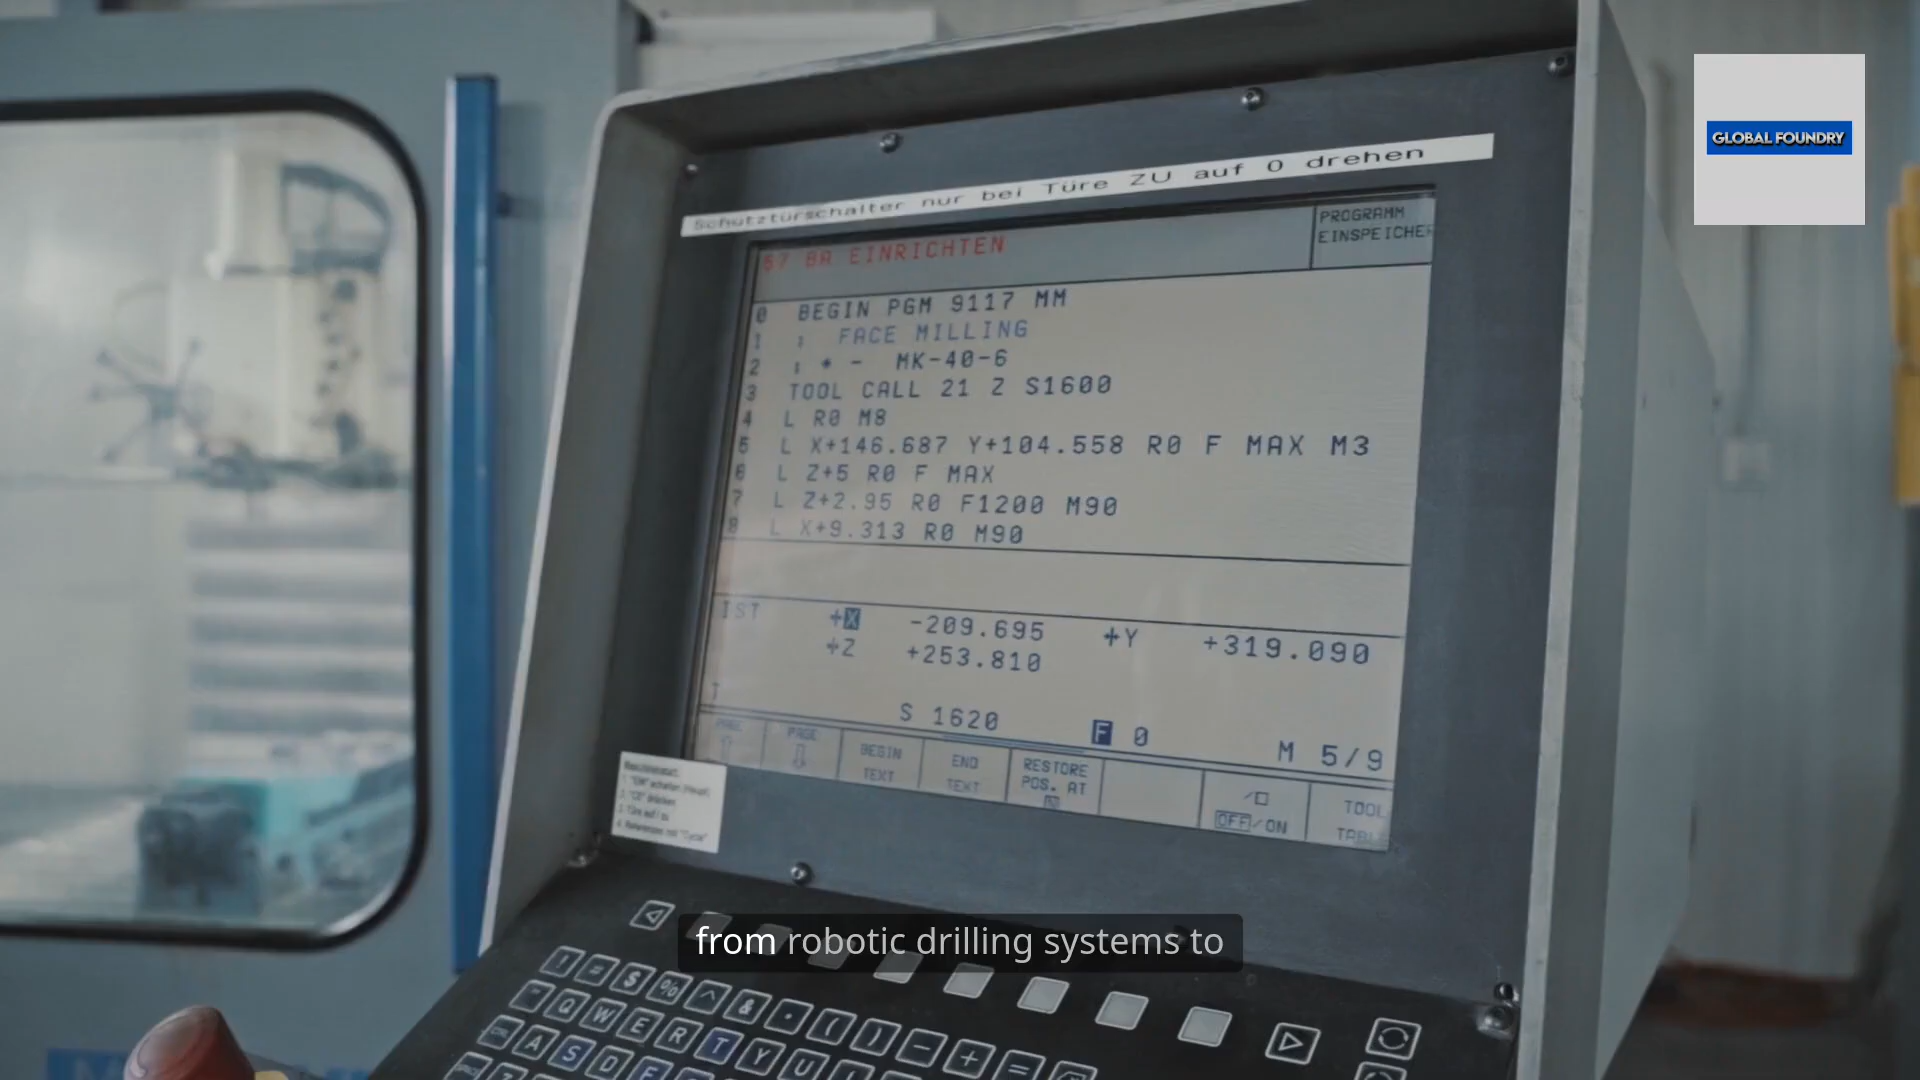 GLOBAL FOUNDRY
Schutztürschalter nur bei Türe ZU auf 0 drehen
57 BA EINRICHTEN
PROGRAMM
EINSPEICHER
0 BEGIN PGM 9117 MM
1 ; FACE MILLING
2 ; + - MK-40-6
3 TOOL CALL 21 Z S1600
4 L R0 M8
5 L X+146.687 Y+104.558 R0 F MAX M3
6 L Z+5 R0 F MAX
7 L Z+2.95 R0 F1200 M90
8 L X+9.313 R0 M90
IST +X -209.695 +Y +319.090
+Z +253.810
T
S 1620 F 0 M 5/9
PAGE
PAGE
BEGIN
TEXT
END
TEXT
RESTORE
POS. AT
N
OFF/ON
TOOL
TABL
from robotic drilling systems to
! # $ % ^ & * ( ) - + =
Q W E R T Y U I
A S D F